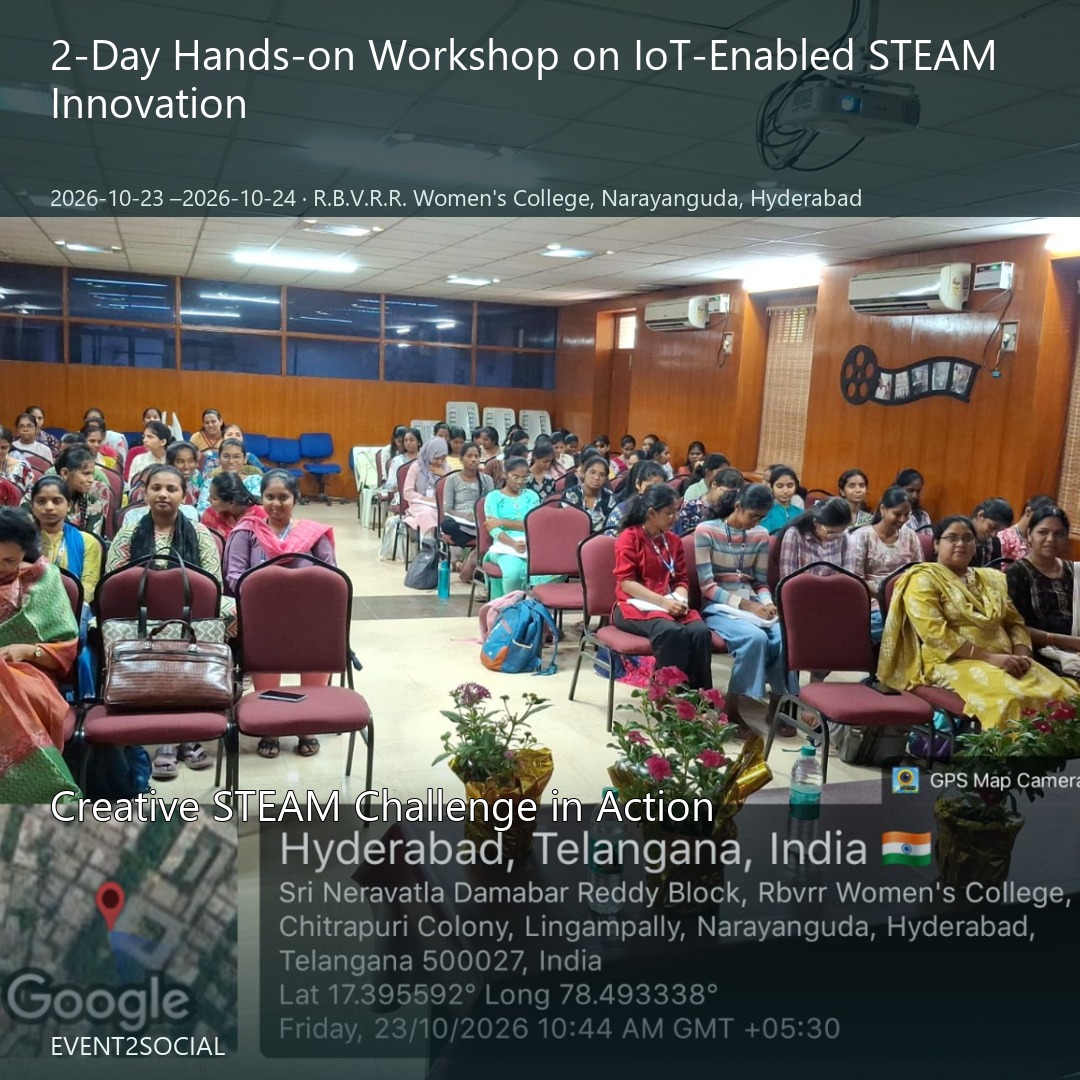 2-Day Hands-on Workshop on IoT-Enabled STEAM
Innovation
2026-10-23 –2026-10-24 · R.B.V.R.R. Women's College, Narayanguda, Hyderabad
GPS Map Camera
Creative STEAM Challenge in Action
Hyderabad, Telangana, India
Sri Neravatla Damabar Reddy Block, Rbvrr Women's College,
Chitrapuri Colony, Lingampally, Narayanguda, Hyderabad,
Telangana 500027, India
Lat 17.395592° Long 78.493338°
Friday, 23/10/2026 10:44 AM GMT +05:30
Google
EVENT2SOCIAL